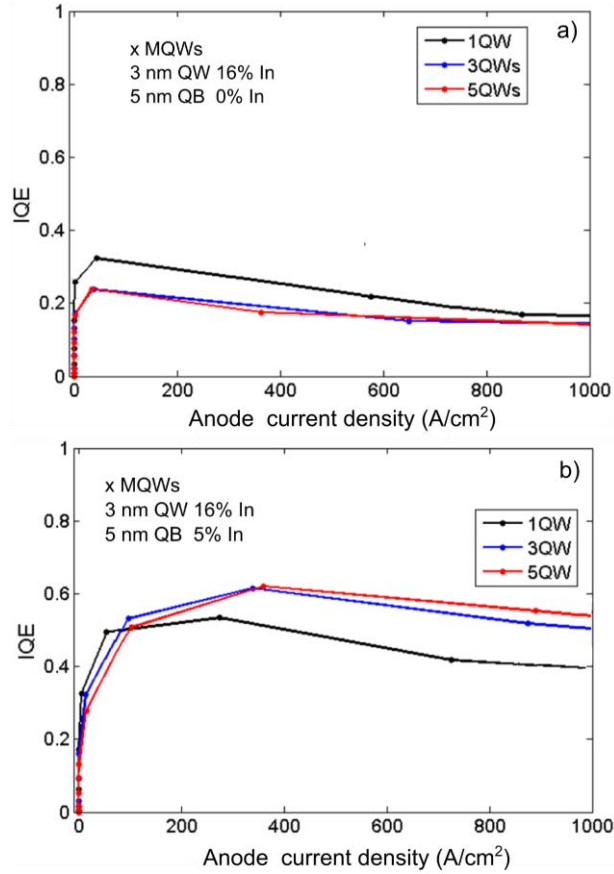 1
a)
x MQWs
3 nm QW 16% In
5 nm QB 0% In
1QW
3QWs
5QWs
0.8
0.6
IQE
0.4
0.2
0
0 200 400 600 800 1000
Anode current density (A/cm²)
1
b)
x MQWs
3 nm QW 16% In
5 nm QB 5% In
1QW
3QW
5QW
0.8
0.6
IQE
0.4
0.2
0
0 200 400 600 800 1000
Anode current density (A/cm²)